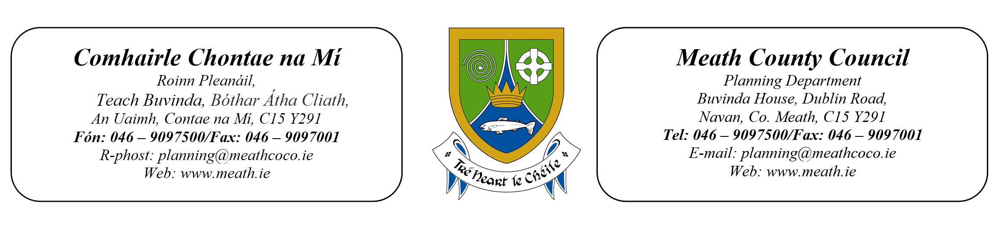 Comhairle Chontae na Mí
Roinn Pleanáil,
Teach Buvinda, Bóthar Átha Cliath,
An Uaimh, Contae na Mí, C15 Y291
Fón: 046 – 9097500/Fax: 046 – 9097001
R-phost: planning@meathcoco.ie
Web: www.meath.ie
Tré Neart le Chéile
Meath County Council
Planning Department
Buvinda House, Dublin Road,
Navan, Co. Meath, C15 Y291
Tel: 046 – 9097500/Fax: 046 – 9097001
E-mail: planning@meathcoco.ie
Web: www.meath.ie